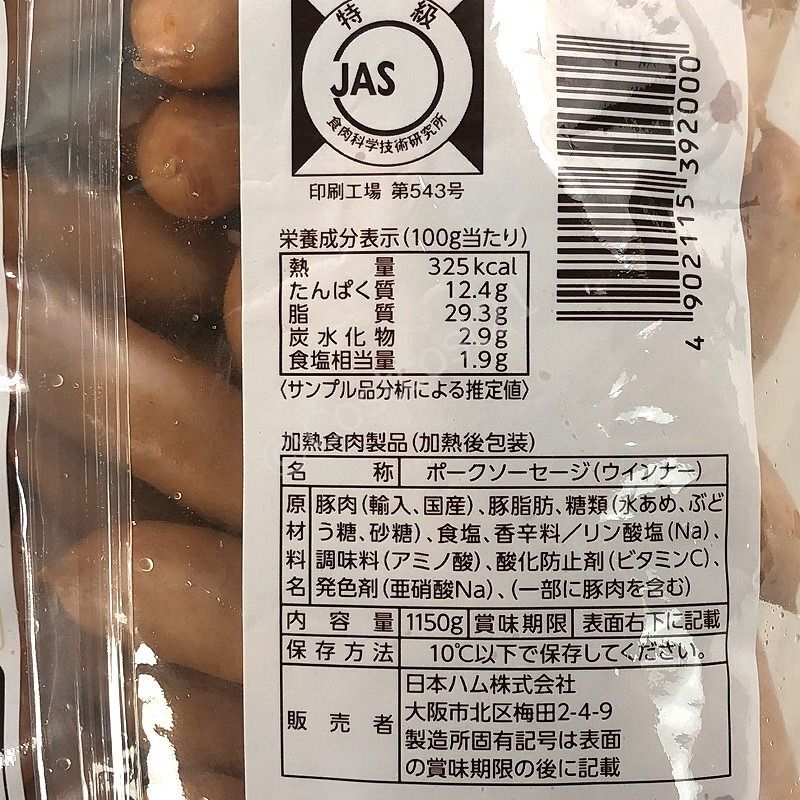 特級
JAS
食肉科学技術研究所
印刷工場 第543号
4 902115 392000
栄養成分表示(100g当たり)
熱量 325kcal
たんぱく質 12.4g
脂質 29.3g
炭水化物 2.9g
食塩相当量 1.9g
〈サンプル品分析による推定値〉
加熱食肉製品(加熱後包装)
名称 ポークソーセージ(ウインナー)
原材料名 豚肉(輸入、国産)、豚脂肪、糖類(水あめ、ぶど
う糖、砂糖)、食塩、香辛料／リン酸塩(Na)、
調味料(アミノ酸)、酸化防止剤(ビタミンC)、
発色剤(亜硝酸Na)、(一部に豚肉を含む)
内容量 1150g 賞味期限 表面右下に記載
保存方法 10℃以下で保存してください。
販売者 日本ハム株式会社
大阪市北区梅田2-4-9
製造所固有記号は表面
の賞味期限の後に記載